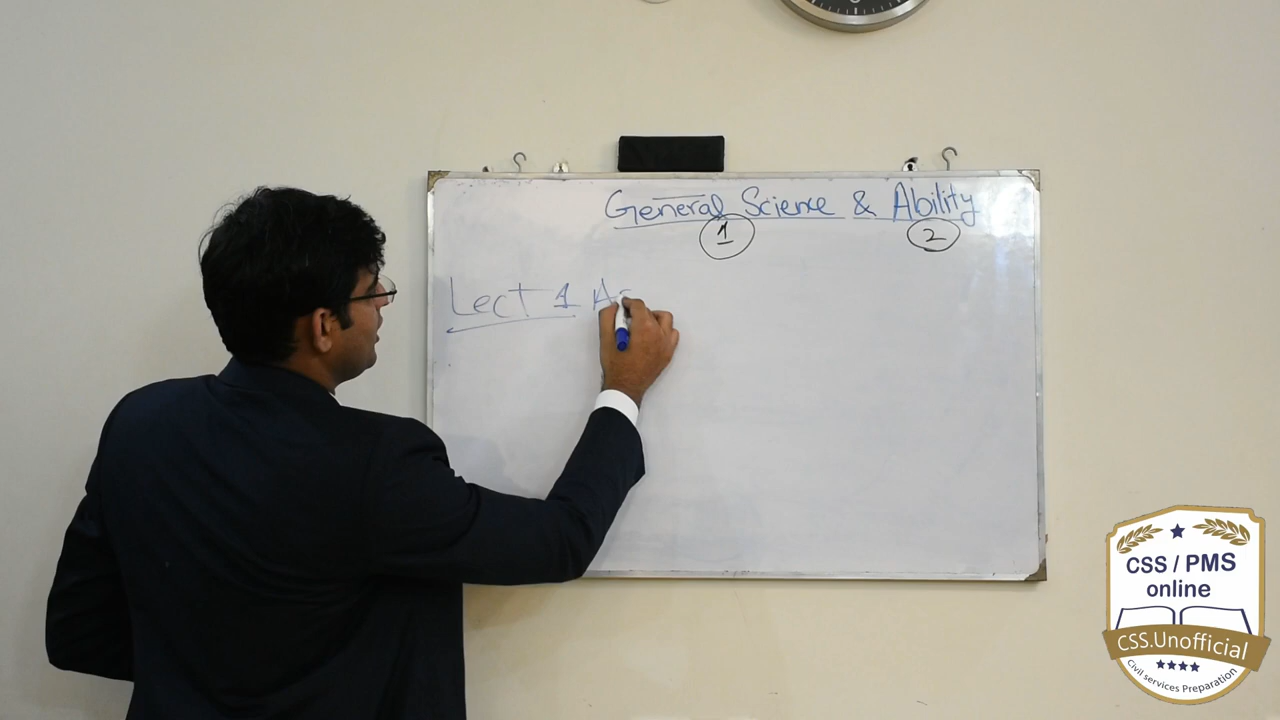 General Science & Ability
1 2
Lect 1
CSS / PMS
online
CSS.Unofficial
Civil services Preparation